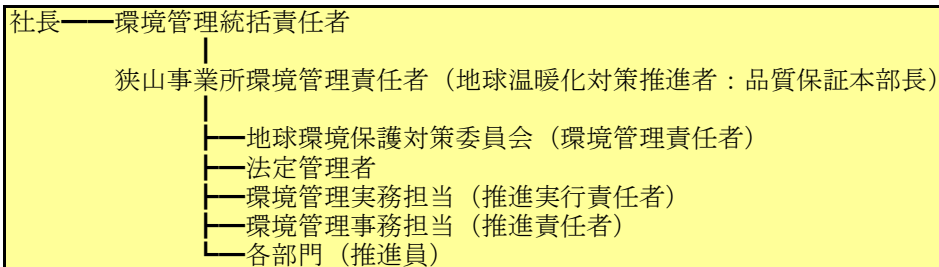 社長━━環境管理統括責任者
┃
狭山事業所環境管理責任者（地球温暖化対策推進者：品質保証本部長）
┃
┣━地球環境保護対策委員会（環境管理責任者）
┣━法定管理者
┣━環境管理実務担当（推進実行責任者）
┣━環境管理事務担当（推進責任者）
┗━各部門（推進員）